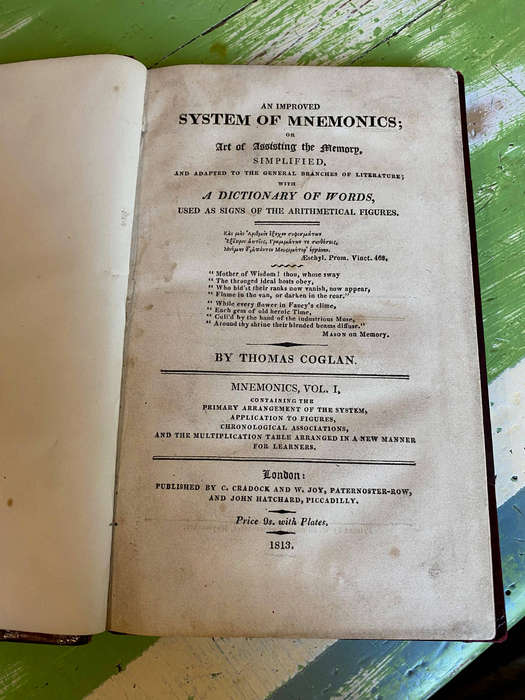 AN IMPROVED
SYSTEM OF MNEMONICS;
OR
Art of Assisting the Memory,
SIMPLIFIED,
AND ADAPTED TO THE GENERAL BRANCHES OF LITERATURE;
WITH
A DICTIONARY OF WORDS,
USED AS SIGNS OF THE ARITHMETICAL FIGURES.
Æschyl. Prom. Vinct. 468.
" Mother of Wisdom! thou, whose sway
" The throng'd ideal hosts obey,
" Who bid'st their ranks now vanish, now appear,
" Flame in the van, or darken in the rear."
" While every flower in Fancy's clime,
" Each gem of old heroic Time,
" Cull'd by the hand of the industrious Muse,
" Around thy shrine their blended beams diffuse."
MASON on Memory.
BY THOMAS COGLAN.
MNEMONICS, VOL. I,
CONTAINING THE
PRIMARY ARRANGEMENT OF THE SYSTEM,
APPLICATION TO FIGURES,
CHRONOLOGICAL ASSOCIATIONS,
AND THE MULTIPLICATION TABLE ARRANGED IN A NEW MANNER
FOR LEARNERS.
London:
PUBLISHED BY C. CRADOCK AND W. JOY, PATERNOSTER-ROW,
AND JOHN HATCHARD, PICCADILLY.
Price 9s. with Plates.
1813.